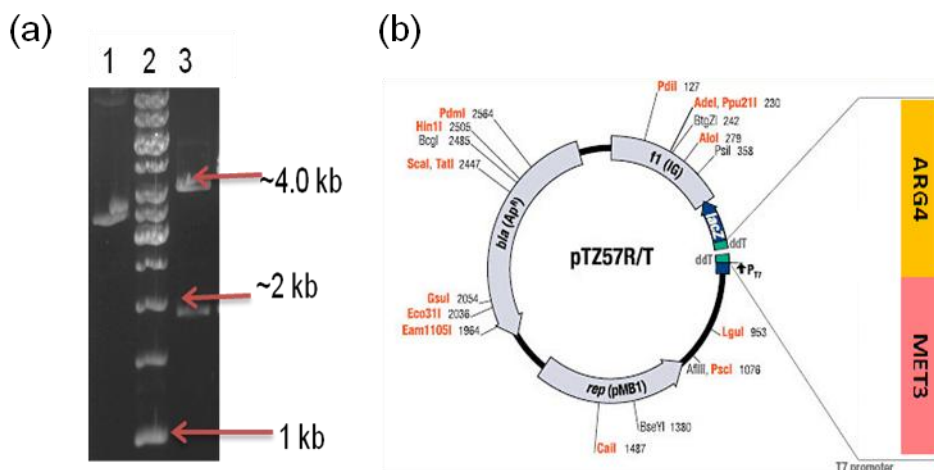 (a)
1 2 3
~4.0 kb
~2 kb
1 kb
(b)
PdiI 127
AdeI, Ppu21I 230
BtgZI 242
AloI 279
PsiI 358
PdmI 2564
Hin1I 2505
BcgI 2485
ScaI, TatI 2447
f1 (IG)
lacZ
ddT
ddT
PT7
bla (ApR)
pTZ57R/T
GsuI 2054
Eco31I 2036
Eam1105I 1964
LguI 953
AflIII, PscI 1076
rep (pMB1)
BseYI 1380
CaiI 1487
ARG4
MET3
T7 promoter